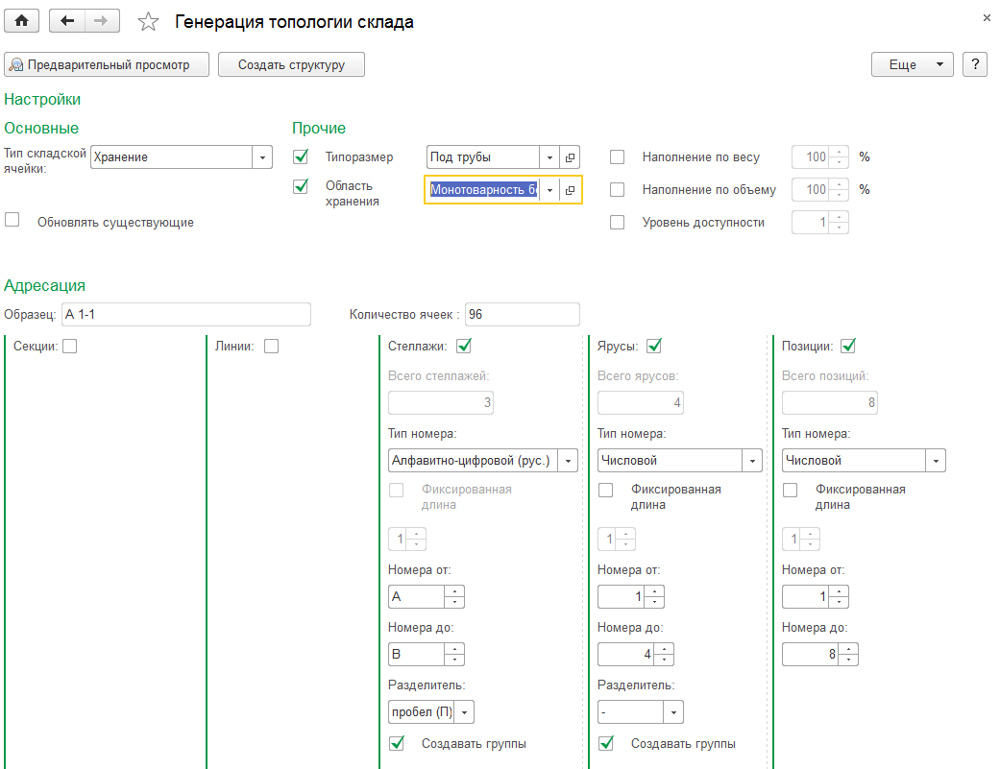 Генерация топологии склада
Предварительный просмотр
Создать структуру
Еще
?
Настройки
Основные
Прочие
Тип складской ячейки:
Хранение
Типоразмер
Под трубы
Наполнение по весу
100 %
Область хранения
Монотоварность
Наполнение по объему
100 %
Обновлять существующие
Уровень доступности
1
Адресация
Образец: А 1-1
Количество ячеек : 96
Секции:
Линии:
Стеллажи:
Ярусы:
Позиции:
Всего стеллажей:
Всего ярусов:
Всего позиций:
3
4
8
Тип номера:
Тип номера:
Тип номера:
Алфавитно-цифровой (рус.)
Числовой
Числовой
Фиксированная длина
Фиксированная длина
Фиксированная длина
1
1
1
Номера от:
Номера от:
Номера от:
А
1
1
Номера до:
Номера до:
Номера до:
В
4
8
Разделитель:
Разделитель:
пробел (П)
-
Создавать группы
Создавать группы